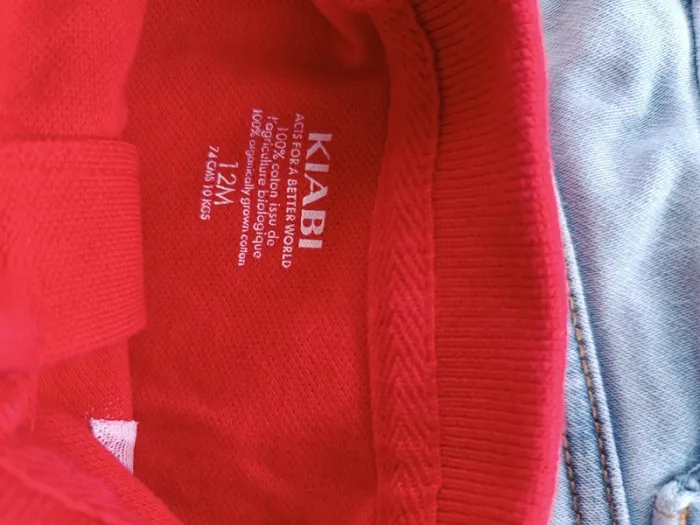 KIABI
ACTS FOR A BETTER WORLD
100% coton issu de
l'agriculture biologique
100% organically grown cotton
12M
74 CMS 10 KGS